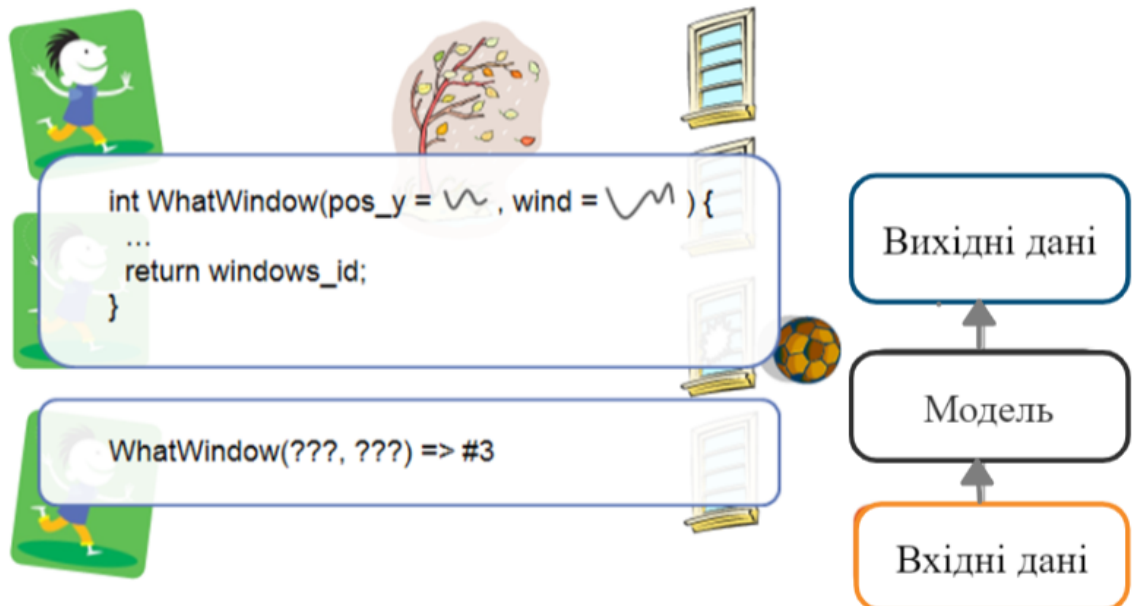 int WhatWindow(pos_y = , wind = ) {
...
return windows_id;
}
WhatWindow(???, ???) => #3
Вихідні дані
Модель
Вхідні дані